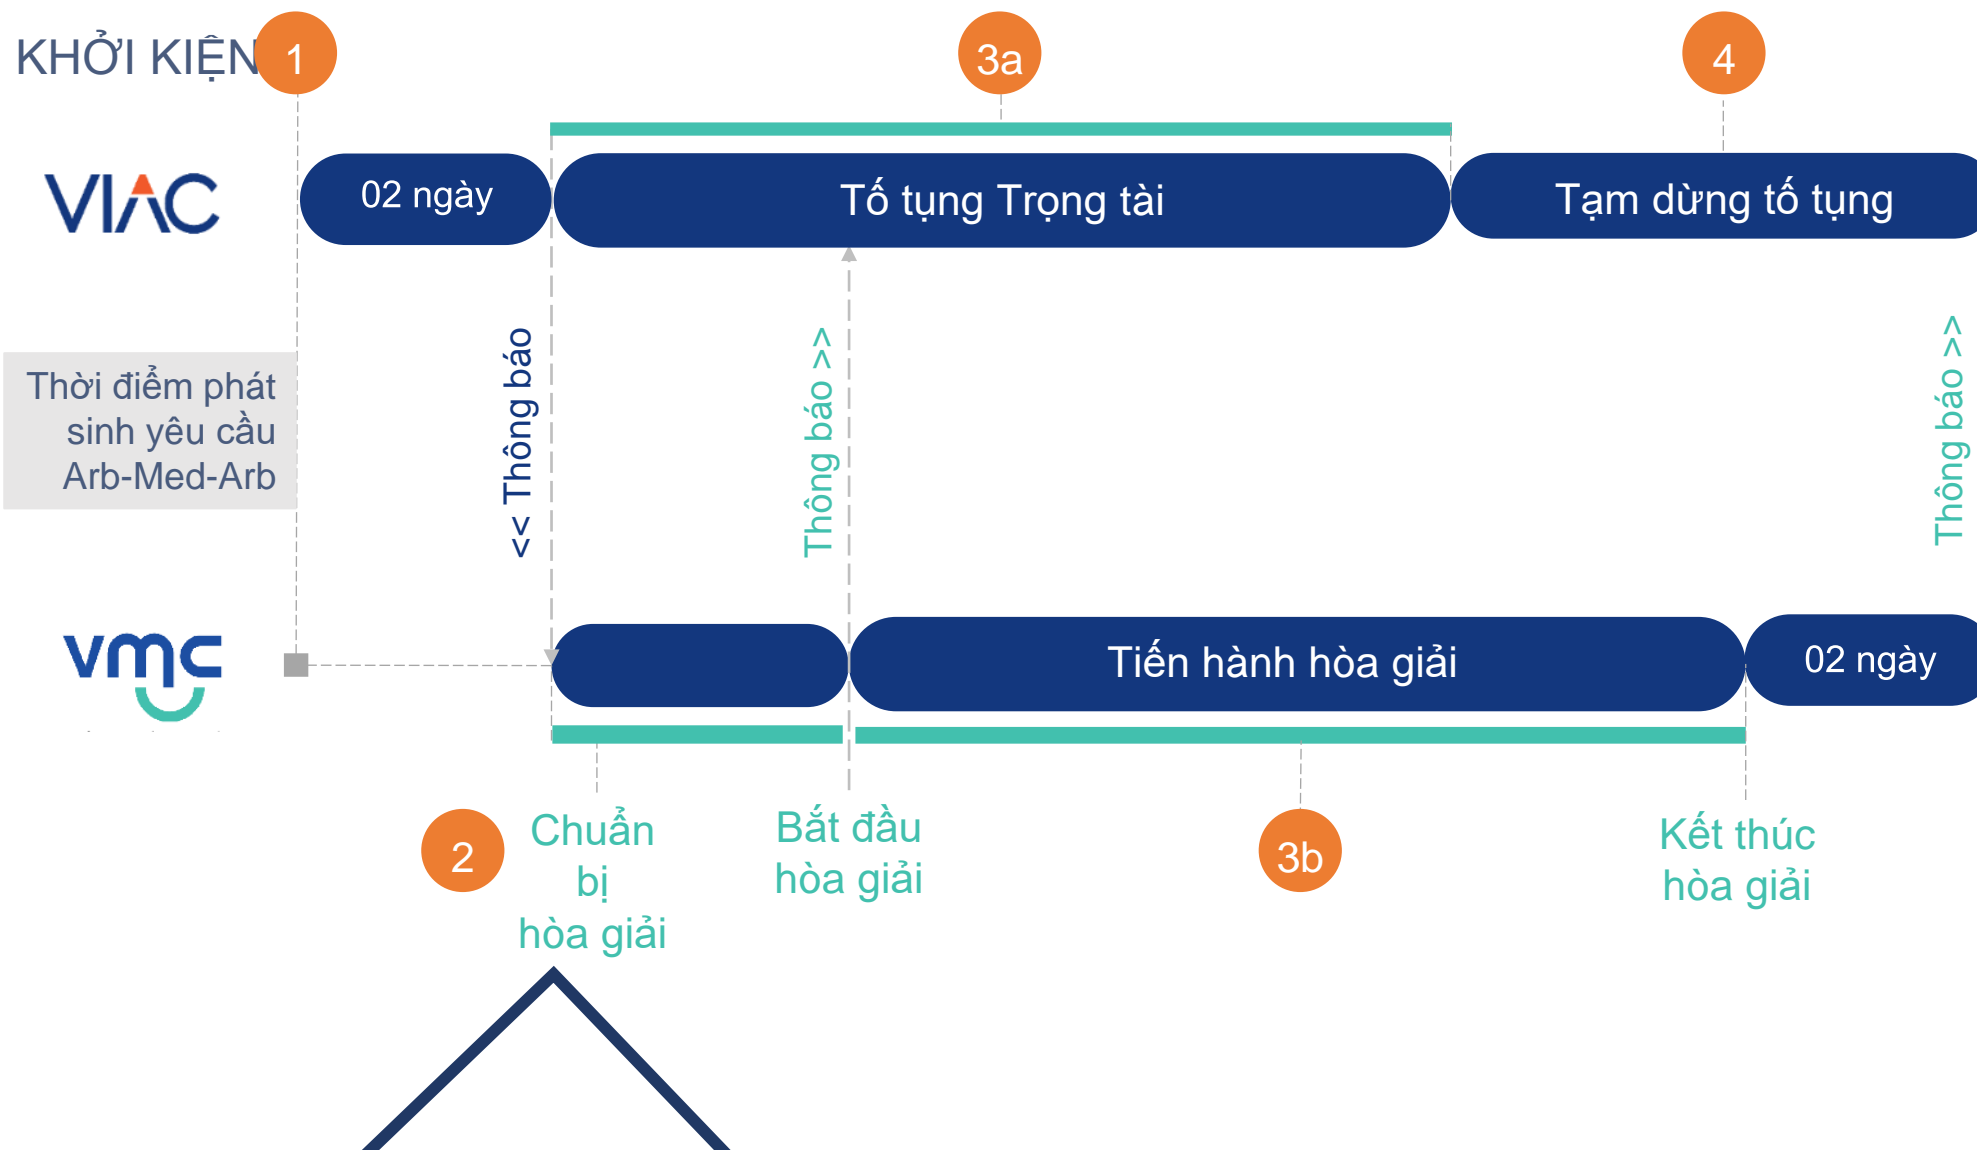 KHỞI KIỆN
1
3a
4
VIAC
02 ngày
Tố tụng Trọng tài
Tạm dừng tố tụng
Thời điểm phát
sinh yêu cầu
Arb-Med-Arb
<< Thông báo
Thông báo >>
Thông báo >>
vmc
Tiến hành hòa giải
02 ngày
2
Chuẩn
bị
hòa giải
Bắt đầu
hòa giải
3b
Kết thúc
hòa giải